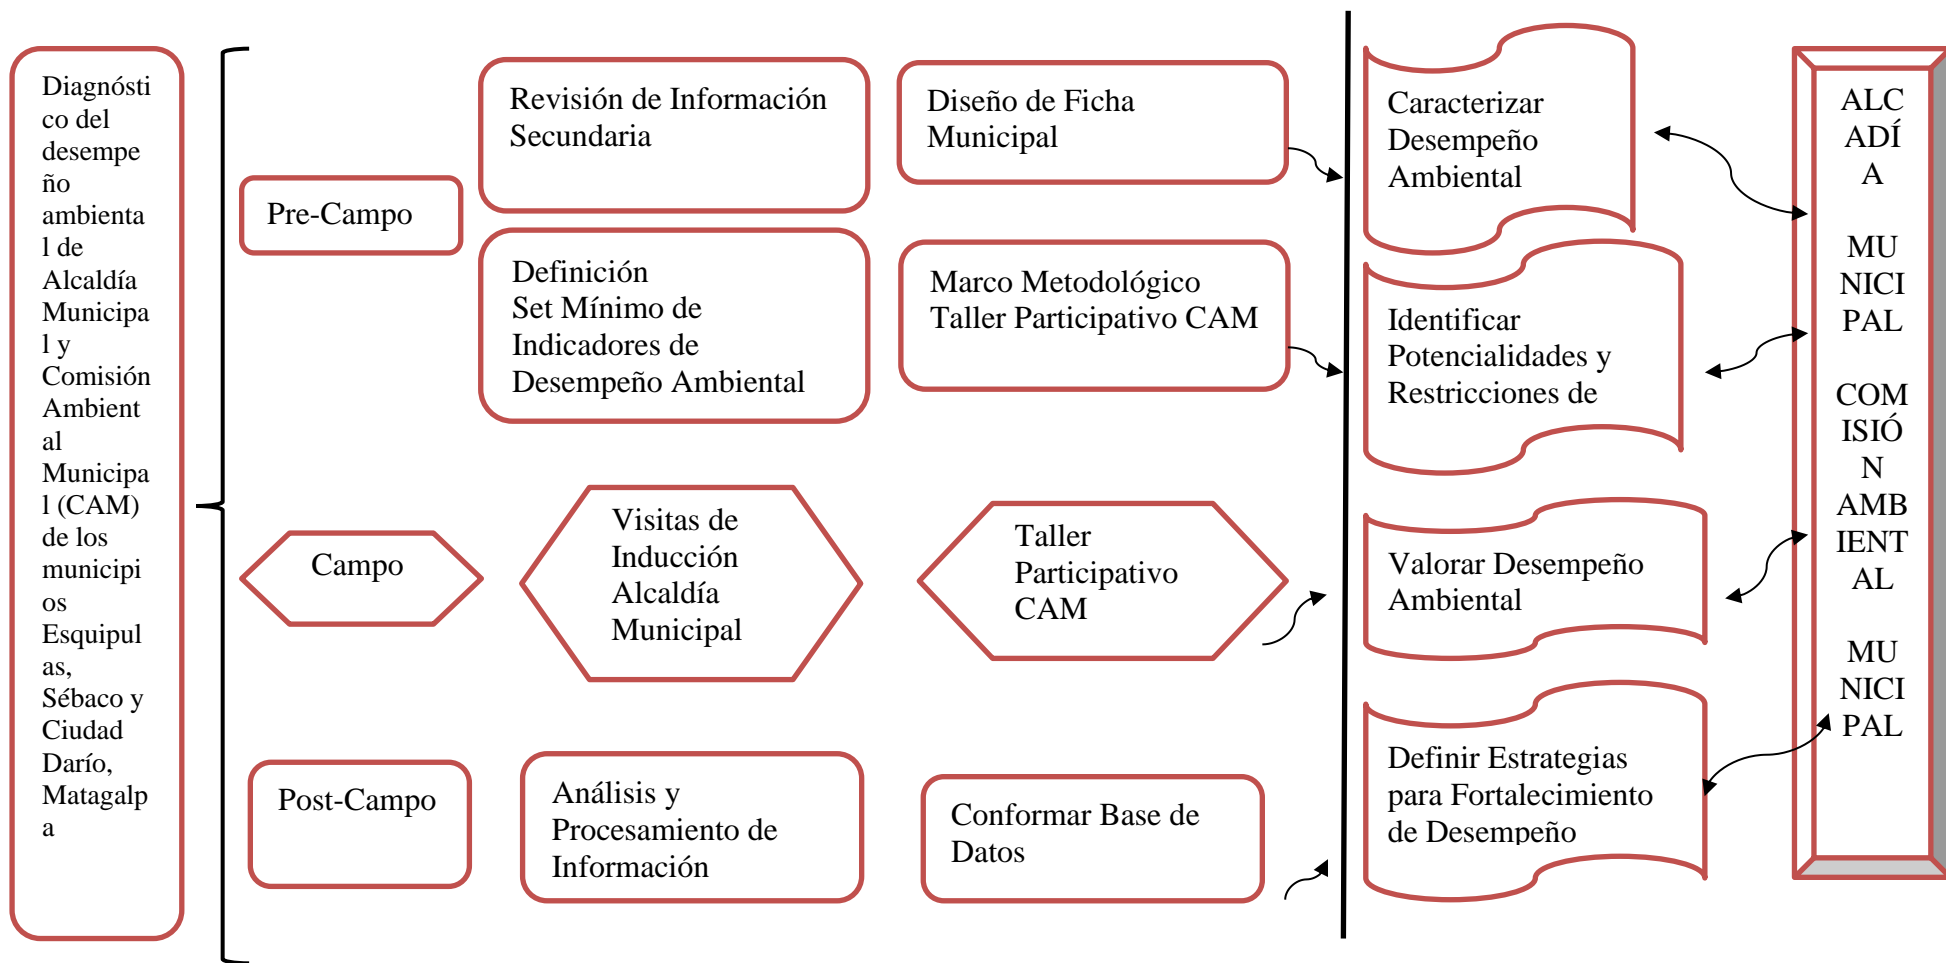 Diagnósti
co del
desempe
ño
ambienta
l de
Alcaldía
Municipa
l y
Comisión
Ambient
al
Municipa
l (CAM)
de los
municipi
os
Esquipul
as,
Sébaco y
Ciudad
Darío,
Matagalp
a
Pre-Campo
Revisión de Información
Secundaria
Diseño de Ficha
Municipal
Definición
Set Mínimo de
Indicadores de
Desempeño Ambiental
Marco Metodológico
Taller Participativo CAM
Campo
Visitas de
Inducción
Alcaldía
Municipal
Taller
Participativo
CAM
Post-Campo
Análisis y
Procesamiento de
Información
Conformar Base de
Datos
Caracterizar
Desempeño
Ambiental
Identificar
Potencialidades y
Restricciones de
Valorar Desempeño
Ambiental
Definir Estrategias
para Fortalecimiento
de Desempeño
ALC
ADÍ
A
MU
NICI
PAL
COM
ISIÓ
N
AMB
IENT
AL
MU
NICI
PAL